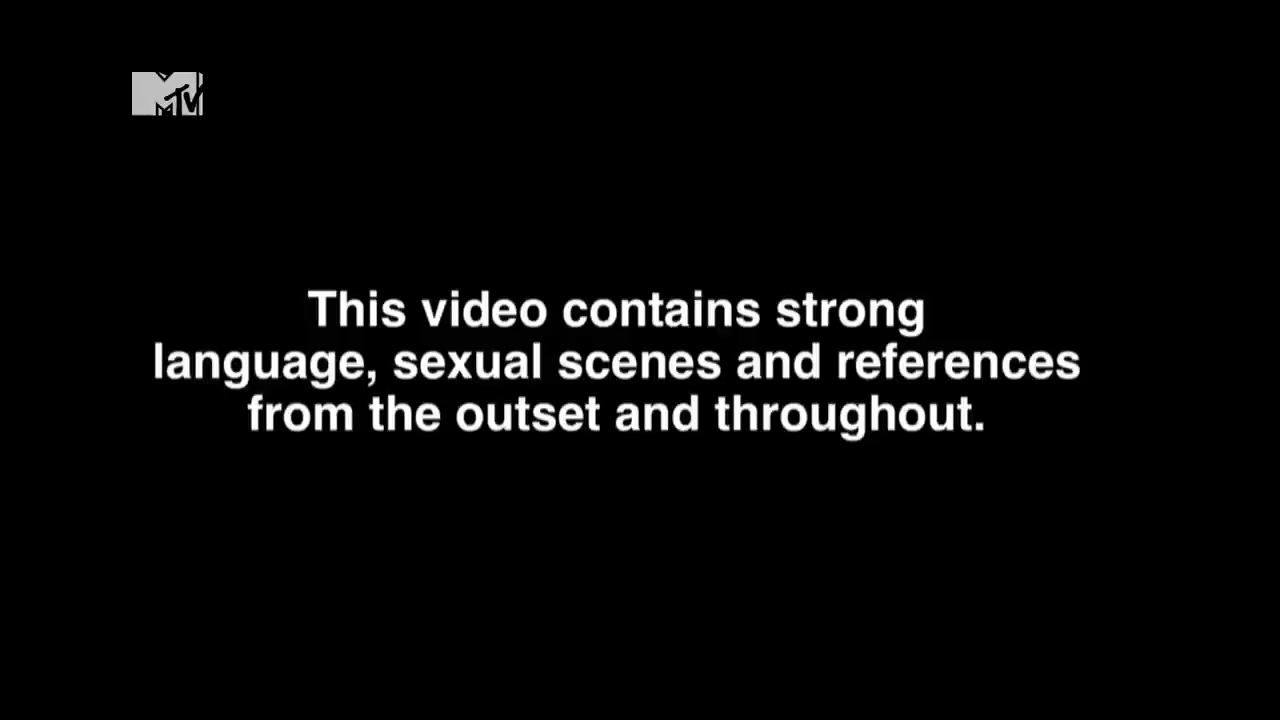 MTV
This video contains strong
language, sexual scenes and references
from the outset and throughout.